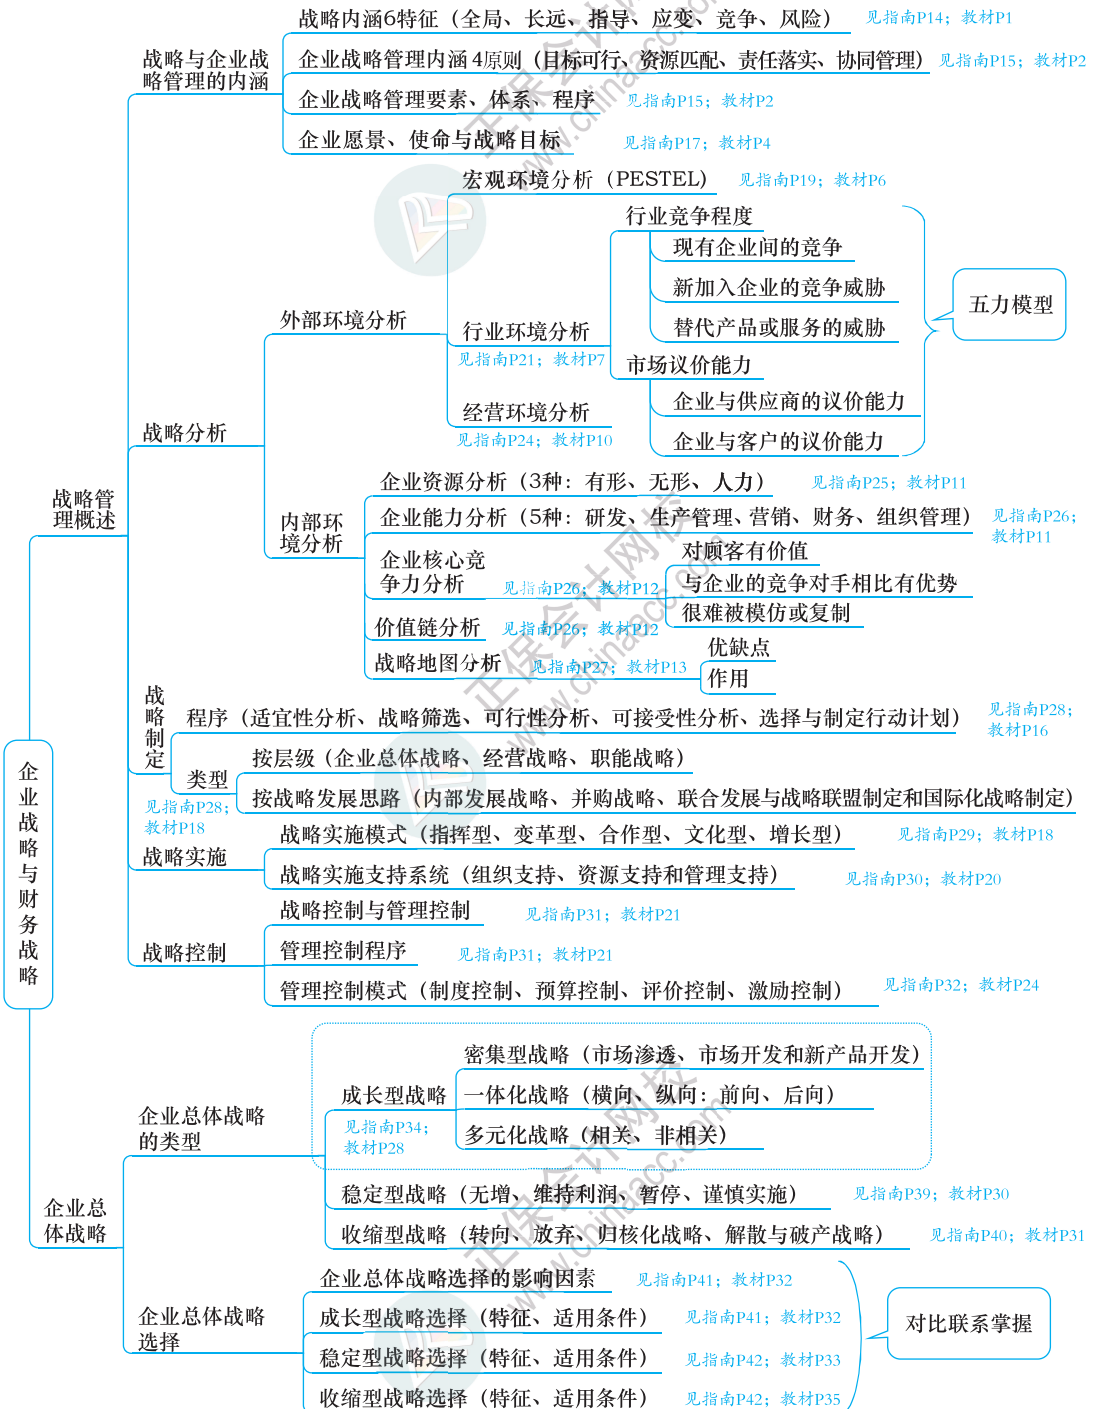 企业战略与财务战略
战略管
理概述
战略与企业战
略管理的内涵
战略内涵6特征（全局、长远、指导、应变、竞争、风险） 见指南P14；教材P1
企业战略管理内涵 4原则（目标可行、资源匹配、责任落实、协同管理） 见指南P15；教材P2
企业战略管理要素、体系、程序 见指南P15；教材P2
企业愿景、使命与战略目标 见指南P17；教材P4
战略分析
外部环境分析
宏观环境分析（PESTEL） 见指南P19；教材P6
行业环境分析
见指南P21；教材P7
行业竞争程度
现有企业间的竞争
新加入企业的竞争威胁
替代产品或服务的威胁
市场议价能力
企业与供应商的议价能力
企业与客户的议价能力
五力模型
经营环境分析
见指南P24；教材P10
内部环
境分析
企业资源分析（3种：有形、无形、人力） 见指南P25；教材P11
企业能力分析（5种：研发、生产管理、营销、财务、组织管理） 见指南P26；
教材P11
企业核心竞
争力分析 见指南P26；教材P12
对顾客有价值
与企业的竞争对手相比有优势
很难被模仿或复制
价值链分析 见指南P26；教材P12
战略地图分析 见指南P27；教材P13
优缺点
作用
战略制定
程序（适宜性分析、战略筛选、可行性分析、可接受性分析、选择与制定行动计划） 见指南P28；
教材P16
类型
见指南P28；
教材P18
按层级（企业总体战略、经营战略、职能战略）
按战略发展思路（内部发展战略、并购战略、联合发展与战略联盟制定和国际化战略制定）
战略实施
战略实施模式（指挥型、变革型、合作型、文化型、增长型） 见指南P29；教材P18
战略实施支持系统（组织支持、资源支持和管理支持） 见指南P30；教材P20
战略控制
战略控制与管理控制 见指南P31；教材P21
管理控制程序 见指南P31；教材P21
管理控制模式（制度控制、预算控制、评价控制、激励控制） 见指南P32；教材P24
企业总
体战略
企业总体战略
的类型
成长型战略
见指南P34；
教材P28
密集型战略（市场渗透、市场开发和新产品开发）
一体化战略（横向、纵向：前向、后向）
多元化战略（相关、非相关）
稳定型战略（无增、维持利润、暂停、谨慎实施） 见指南P39；教材P30
收缩型战略（转向、放弃、归核化战略、解散与破产战略） 见指南P40；教材P31
企业总体战略
选择
企业总体战略选择的影响因素 见指南P41；教材P32
成长型战略选择（特征、适用条件） 见指南P41；教材P32
稳定型战略选择（特征、适用条件） 见指南P42；教材P33
收缩型战略选择（特征、适用条件） 见指南P42；教材P35
对比联系掌握
正保会计网校
www.chinaacc.com
正保会计网校
www.chinaacc.com
正保会计网校
www.chinaacc.com